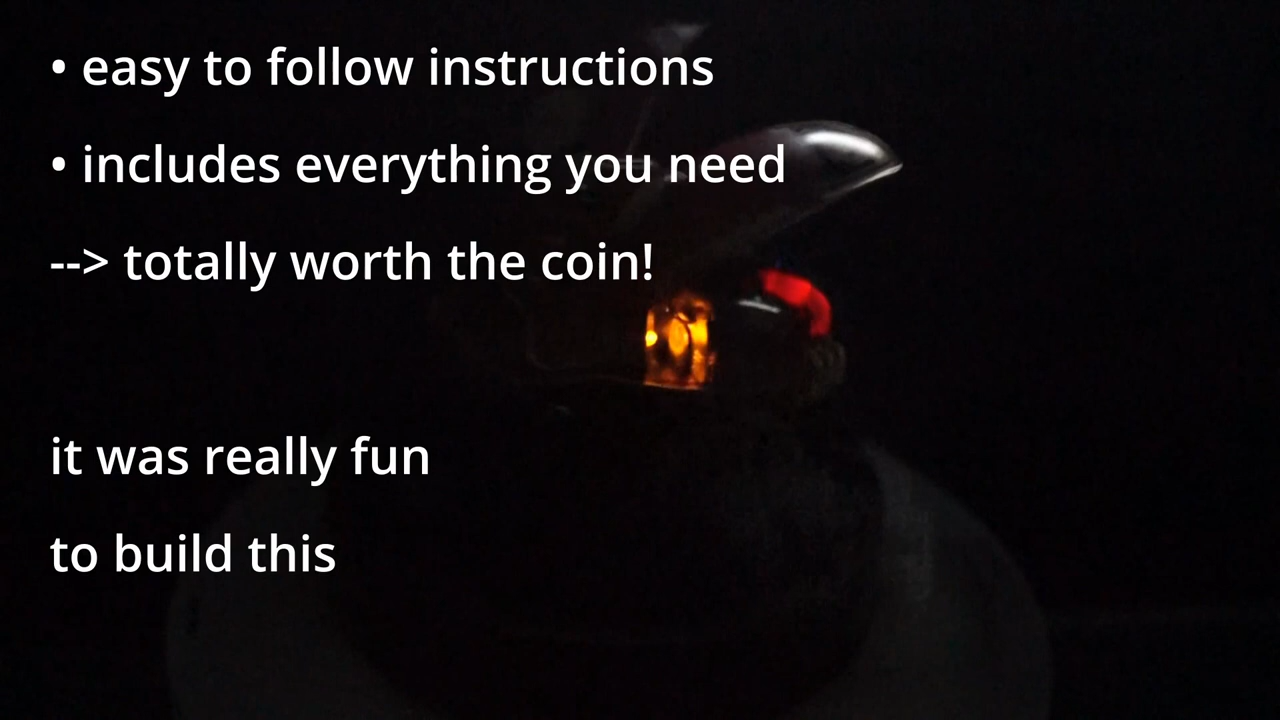 • easy to follow instructions
• includes everything you need
--> totally worth the coin!
it was really fun
to build this